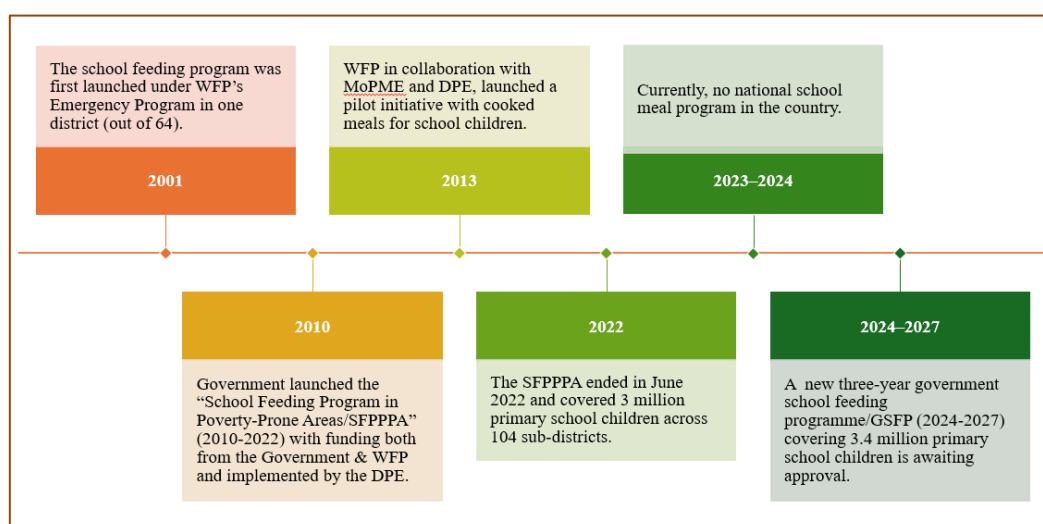 The school feeding program was
first launched under WFP's
Emergency Program in one
district (out of 64).
2001
Government launched the
“School Feeding Program in
Poverty-Prone Areas/SFPPPA”
(2010-2022) with funding both
from the Government & WFP
and implemented by the DPE.
2010
WFP in collaboration with
MoPME and DPE, launched a
pilot initiative with cooked
meals for school children.
2013
2022
The SFPPPA ended in June
2022 and covered 3 million
primary school children across
104 sub-districts.
Currently, no national school
meal program in the country.
2023–2024
2024–2027
A new three-year government
school feeding
programme/GSFP (2024-2027)
covering 3.4 million primary
school children is awaiting
approval.